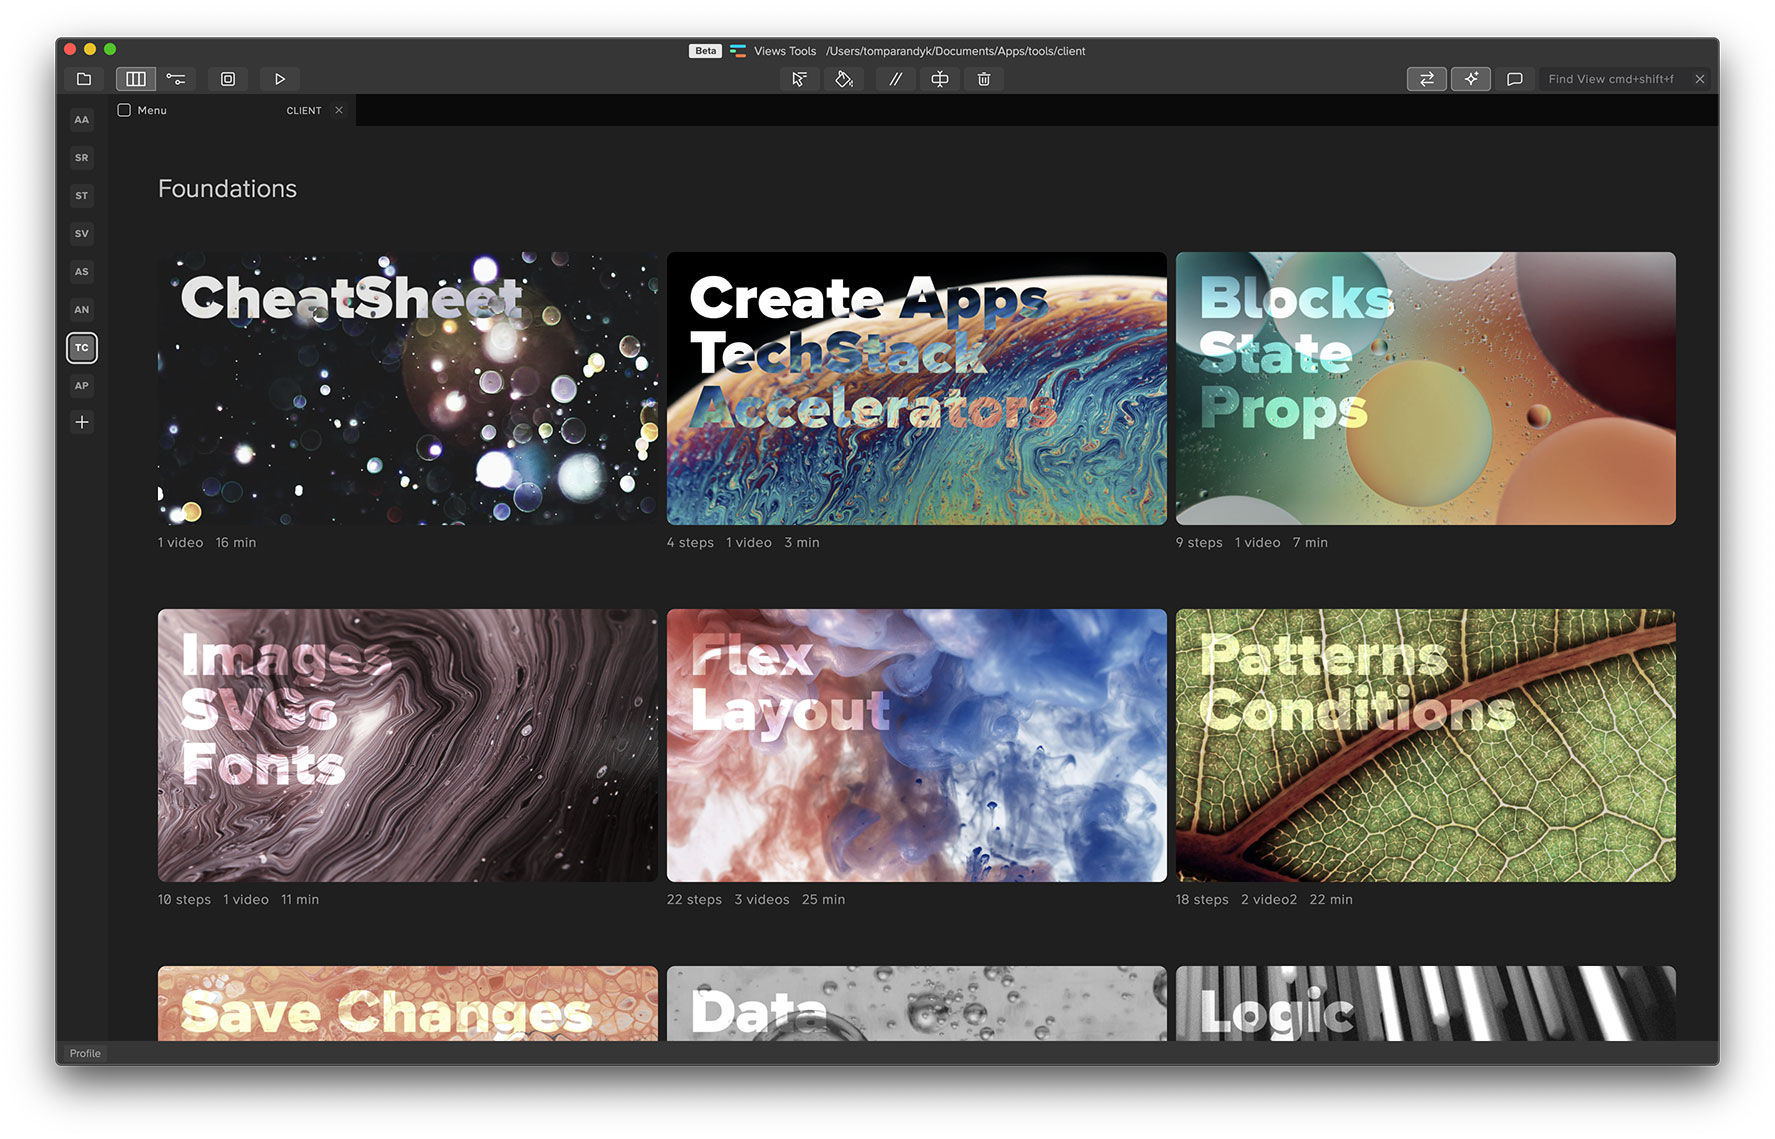 Beta Views Tools /Users/tomparandyk/Documents/Apps/tools/client
Find View cmd+shift+f
Menu CLIENT
AA
SR
ST
SV
AS
AN
TC
AP
Foundations
CheatSheet
1 video 16 min
Create Apps
TechStack
Accelerators
4 steps 1 video 3 min
Blocks
State
Props
9 steps 1 video 7 min
Images
SVGs
Fonts
10 steps 1 video 11 min
Flex
Layout
22 steps 3 videos 25 min
Patterns
Conditions
18 steps 2 video2 22 min
Save Changes
Data
Logic
Profile